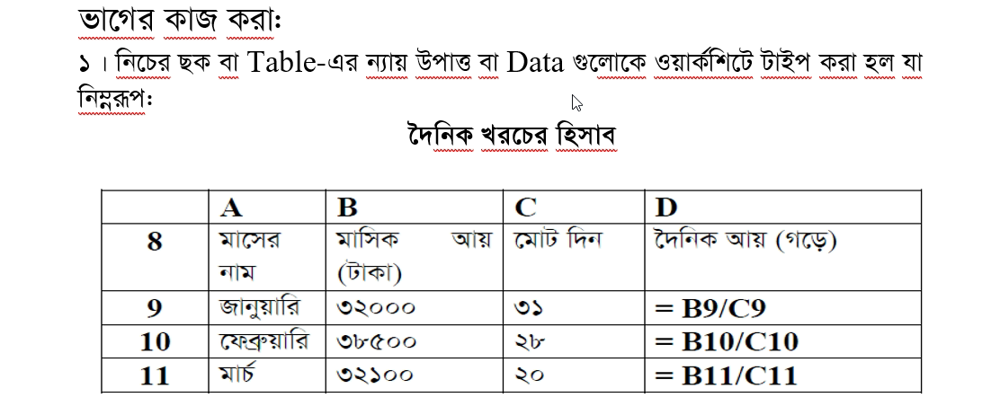 ভাগের কাজ করা:
১ । নিচের ছক বা Table-এর ন্যায় উপাত্ত বা Data গুলোকে ওয়ার্কশিটে টাইপ করা হল যা
নিম্নরূপ:
দৈনিক খরচের হিসাব
A B C D
8 মাসের নাম মাসিক আয় (টাকা) মোট দিন দৈনিক আয় (গড়ে)
9 জানুয়ারি ৩২০০০ ৩১ = B9/C9
10 ফেব্রুয়ারি ৩৮৫০০ ২৮ = B10/C10
11 মার্চ ৩২১০০ ২০ = B11/C11